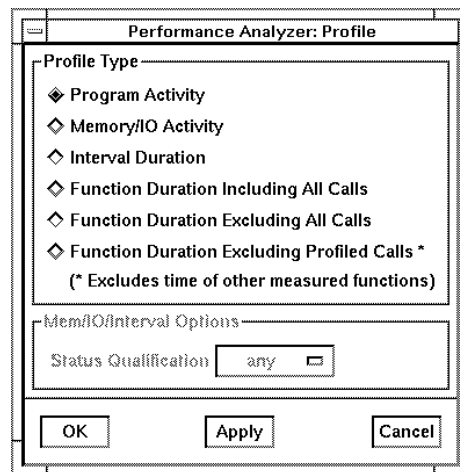 Performance Analyzer: Profile
Profile Type
Program Activity
Memory/IO Activity
Interval Duration
Function Duration Including All Calls
Function Duration Excluding All Calls
Function Duration Excluding Profiled Calls *
(* Excludes time of other measured functions)
Mem/IO/Interval Options
Status Qualification any
OK Apply Cancel